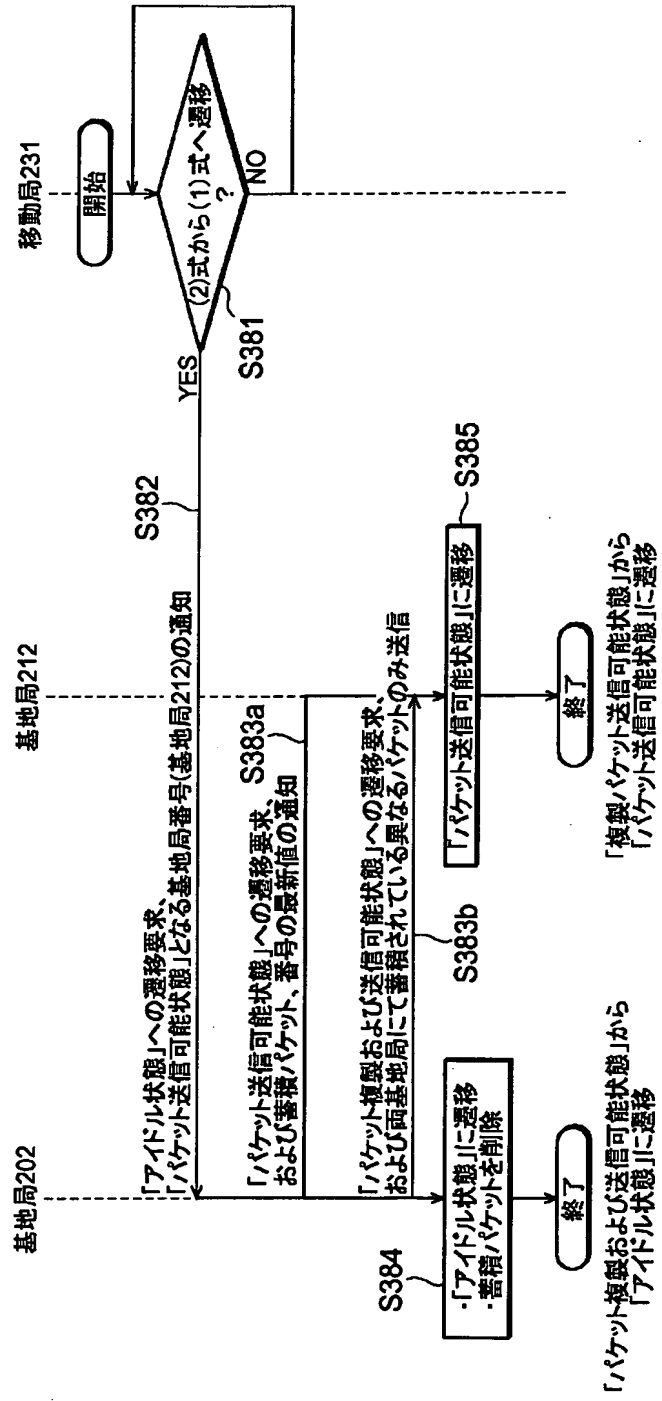 基地局202
基地局212
移動局231
開始
(2)式から(1)式へ遷移
?
YES
NO
S381
S382
「アイドル状態」への遷移要求、
「パケット送信可能状態」となる基地局番号(基地局212)の通知
S383a
「パケット送信可能状態」への遷移要求、
および蓄積パケット、番号の最新値の通知
「パケット複製および送信可能状態」への遷移要求、
および両基地局にて蓄積されている異なるパケットのみ送信
S383b
S384
・「アイドル状態」に遷移
・蓄積パケットを削除
「パケット送信可能状態」に遷移
S385
終了
終了
「パケット複製および送信可能状態」から
「アイドル状態」に遷移
「複製パケット送信可能状態」から
「パケット送信可能状態」に遷移